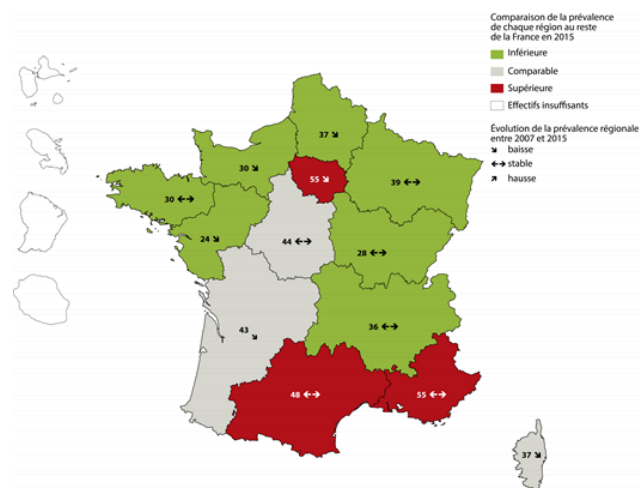 Comparaison de la prévalence
de chaque région au reste
de la France en 2015
Inférieure
Comparable
Supérieure
Effectifs insuffisants
Évolution de la prévalence régionale
entre 2007 et 2015
↘ baisse
↔ stable
↗ hausse
37 ↘
30 ↘
55 ↘
39 ↔
30 ↔
24 ↘
44 ↔
28 ↔
43 ↘
36 ↔
48 ↔
55 ↔
37 ↘